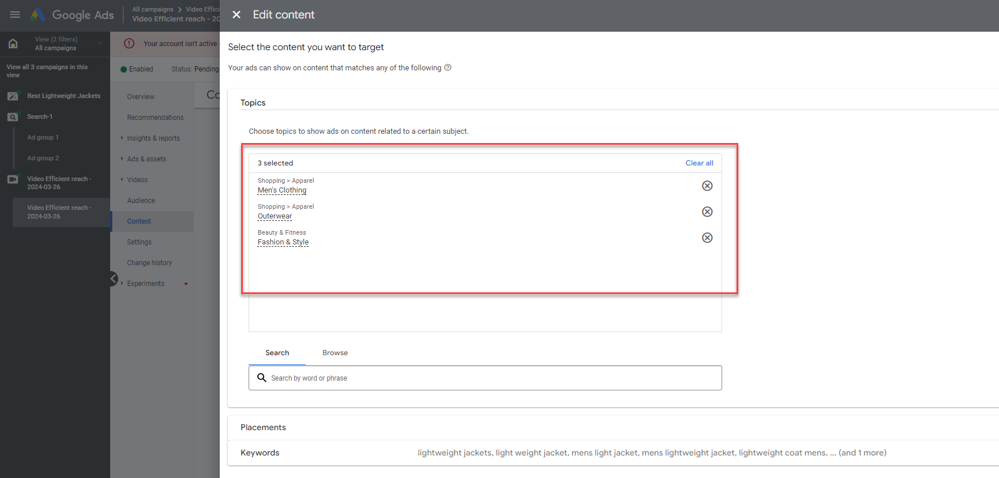 Google Ads
All campaigns > Video Effici
Video Efficient reach - 20
Edit content
View (2 filters)
All campaigns
Your account isn't active -
Select the content you want to target
View all 3 campaigns in this
view
Enabled
Status: Pending
Your ads can show on content that matches any of the following
Best Lightweight Jackets
Search-1
Ad group 1
Ad group 2
Video Efficient reach -
2024-03-26
Video Efficient reach -
2024-03-26
Overview
Recommendations
Insights & reports
Ads & assets
Videos
Audience
Content
Settings
Change history
Experiments
Co
Topics
Choose topics to show ads on content related to a certain subject.
3 selected
Clear all
Shopping > Apparel
Men's Clothing
Shopping > Apparel
Outerwear
Beauty & Fitness
Fashion & Style
Search
Browse
Search by word or phrase
Placements
Keywords
lightweight jackets, light weight jacket, mens light jacket, mens lightweight jacket, lightweight coat mens, ... (and 1 more)